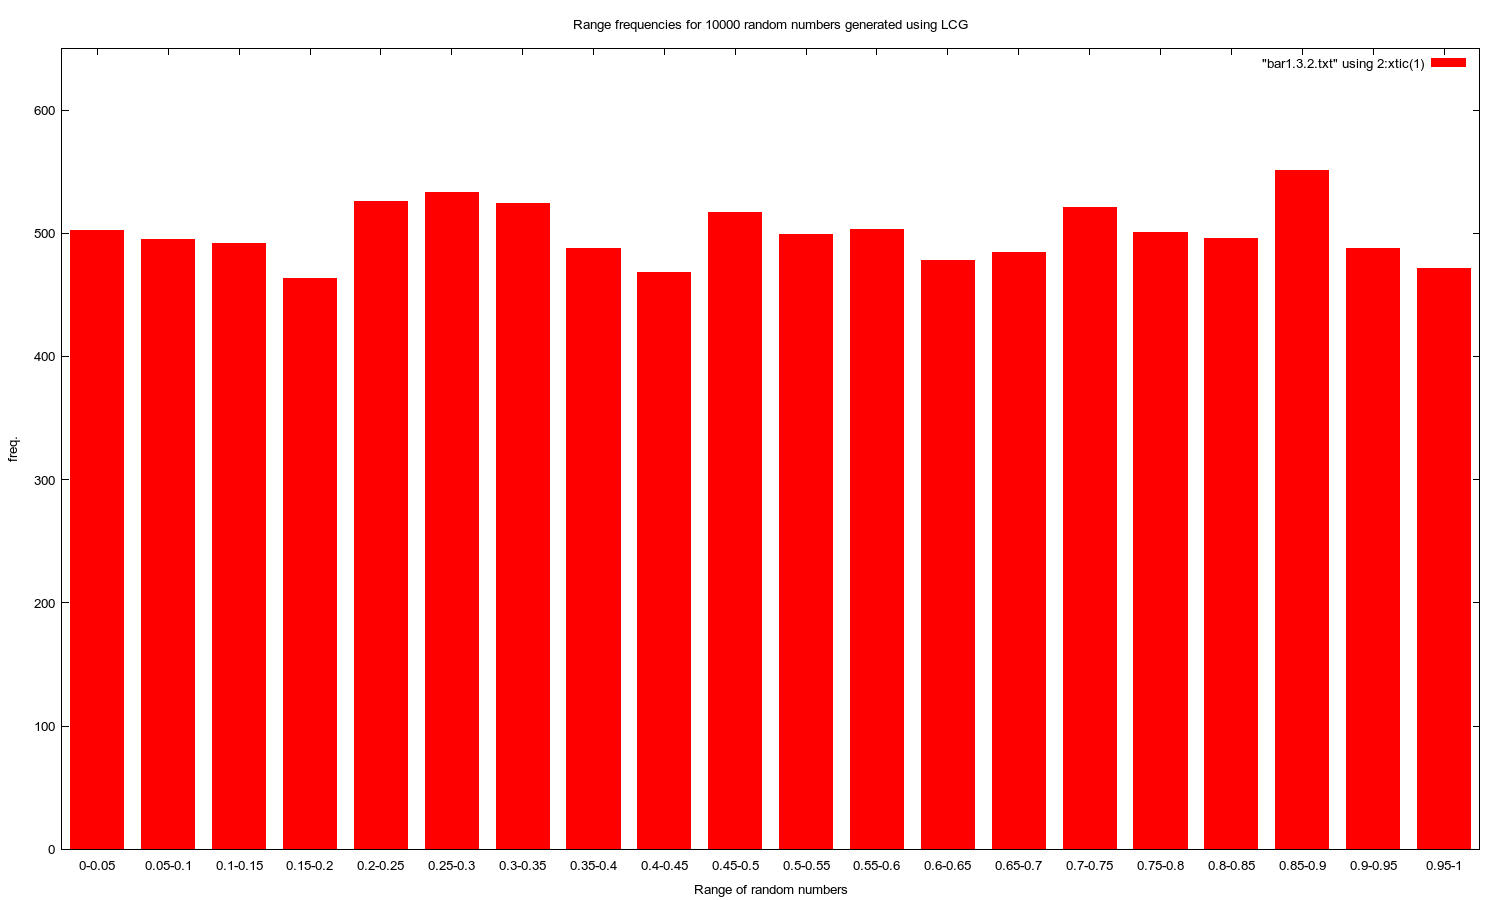 Range frequencies for 10000 random numbers generated using LCG
"bar1.3.2.txt" using 2:xtic(1)
600
500
400
300
200
100
0
freq.
0-0.05 0.05-0.1 0.1-0.15 0.15-0.2 0.2-0.25 0.25-0.3 0.3-0.35 0.35-0.4 0.4-0.45 0.45-0.5 0.5-0.55 0.55-0.6 0.6-0.65 0.65-0.7 0.7-0.75 0.75-0.8 0.8-0.85 0.85-0.9 0.9-0.95 0.95-1
Range of random numbers